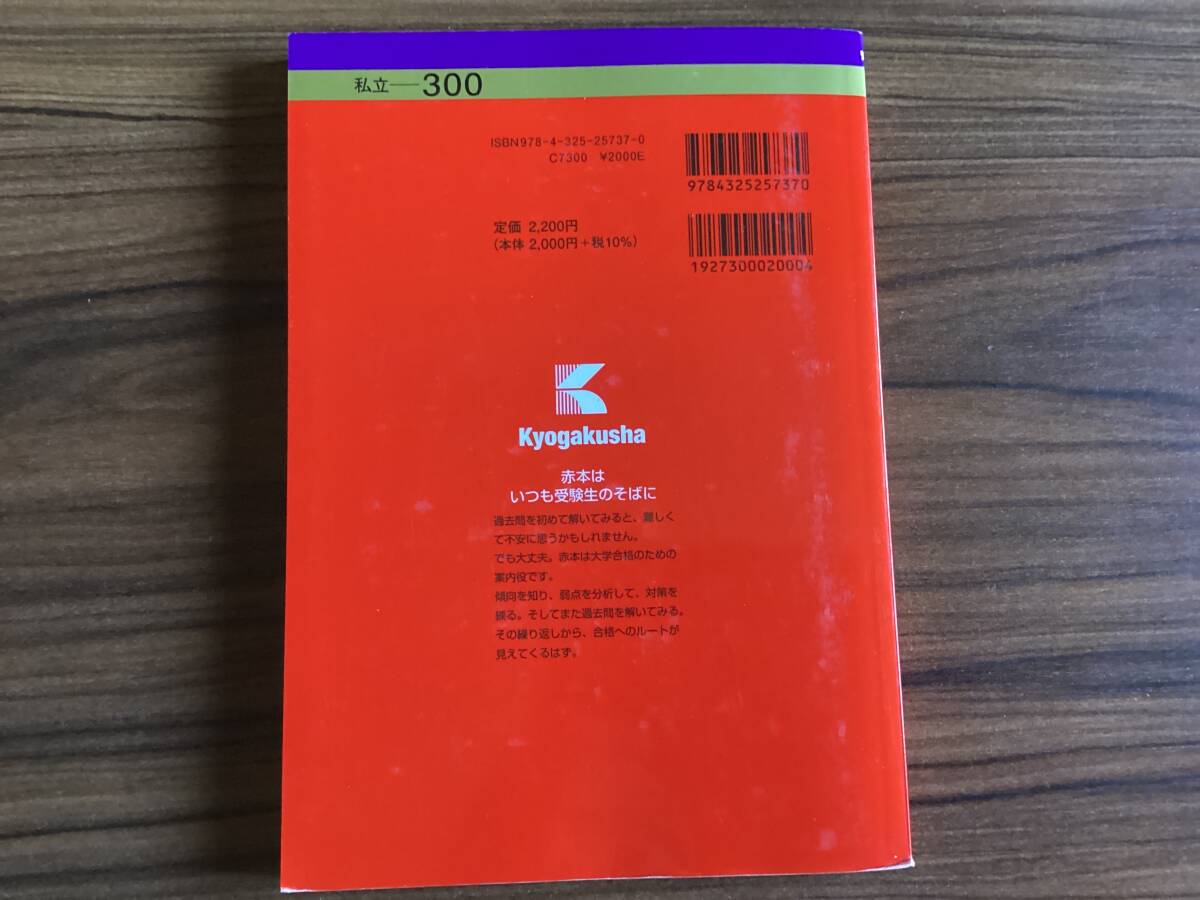 私立―300
ISBN978-4-325-25737-0
C7300 ¥2000E
9784325257370
定価 2,200円
(本体 2,000円+税10%)
1927300020004
Kyogakusha
赤本は
いつも受験生のそばに
過去問を初めて解いてみると、難しく
て不安に思うかもしれません。
でも大丈夫。赤本は大学合格のための
案内役です。
傾向を知り、弱点を分析して、対策を
練る。そしてまた過去問を解いてみる。
その繰り返しから、合格へのルートが
見えてくるはず。